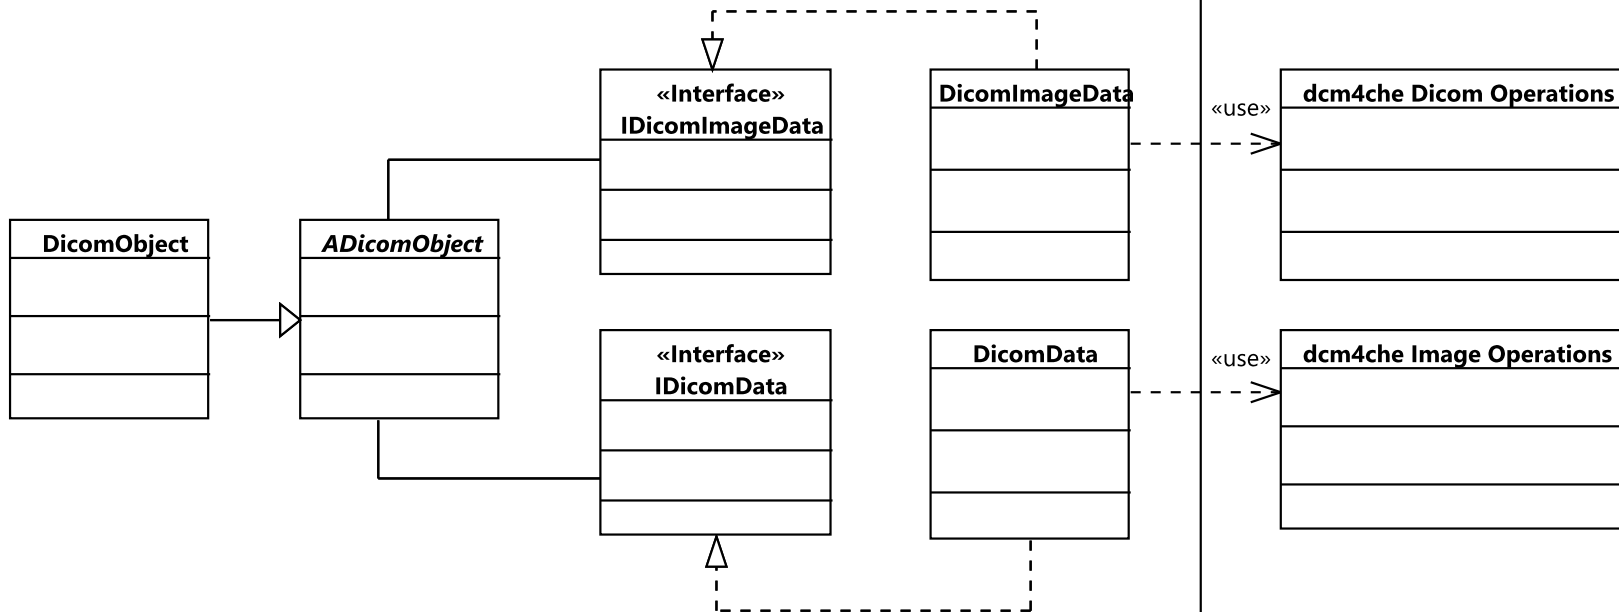 «Interface»
IDicomImageData
DicomImageData
«use»
dcm4che Dicom Operations
DicomObject
ADicomObject
«Interface»
IDicomData
DicomData
«use»
dcm4che Image Operations